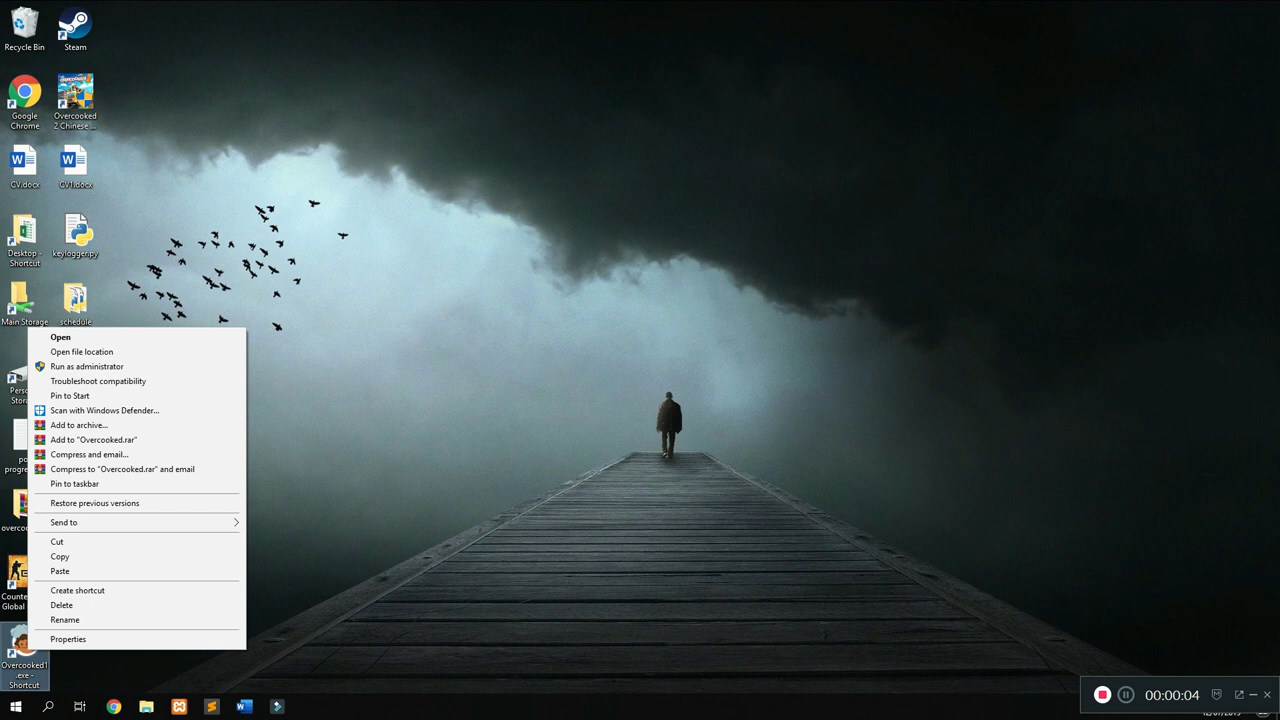 Recycle Bin
Steam
Google
Chrome
Overcooked
2 Chinese ...
CV.docx
CV1.docx
Desktop -
Shortcut
keylogger.py
Main Storage
schedule
Open
Open file location
Run as administrator
Troubleshoot compatibility
Pin to Start
Scan with Windows Defender...
Add to archive...
Add to "Overcooked.rar"
Compress and email...
Compress to "Overcooked.rar" and email
Pin to taskbar
Restore previous versions
Send to
Cut
Copy
Paste
Create shortcut
Delete
Rename
Properties
Overcooked1
.exe -
Shortcut
00:00:04